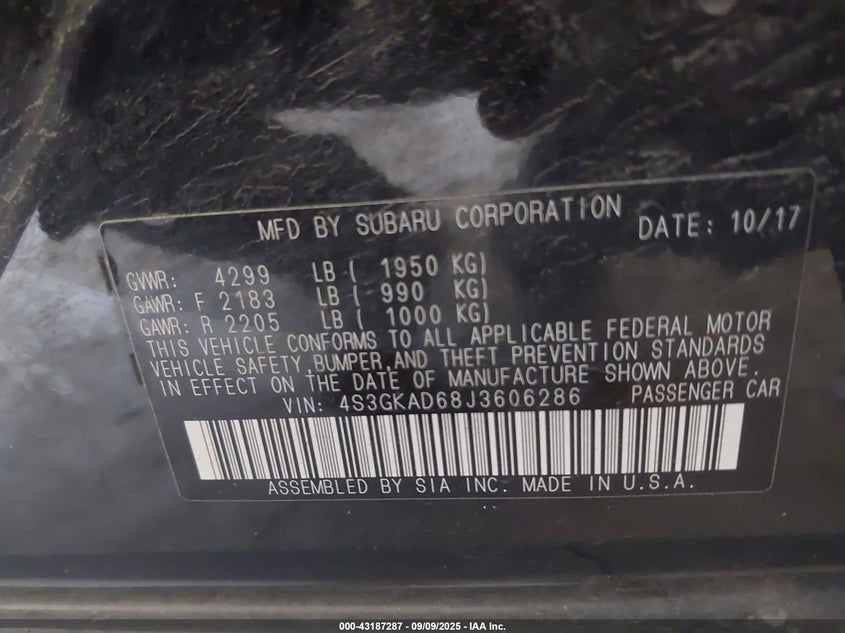 MFD BY SUBARU CORPORATION DATE: 10/17
GVWR: 4299 LB ( 1950 KG)
GAWR: F 2183 LB ( 990 KG)
GAWR: R 2205 LB ( 1000 KG)
THIS VEHICLE CONFORMS TO ALL APPLICABLE FEDERAL MOTOR
VEHICLE SAFETY,BUMPER,AND THEFT PREVENTION STANDARDS
IN EFFECT ON THE DATE OF MANUFACTURE SHOWN ABOVE.
VIN: 4S3GKAD68J3606286 PASSENGER CAR
ASSEMBLED BY SIA INC. MADE IN U.S.A.
000-43187287 - 09/09/2025 - IAA Inc.